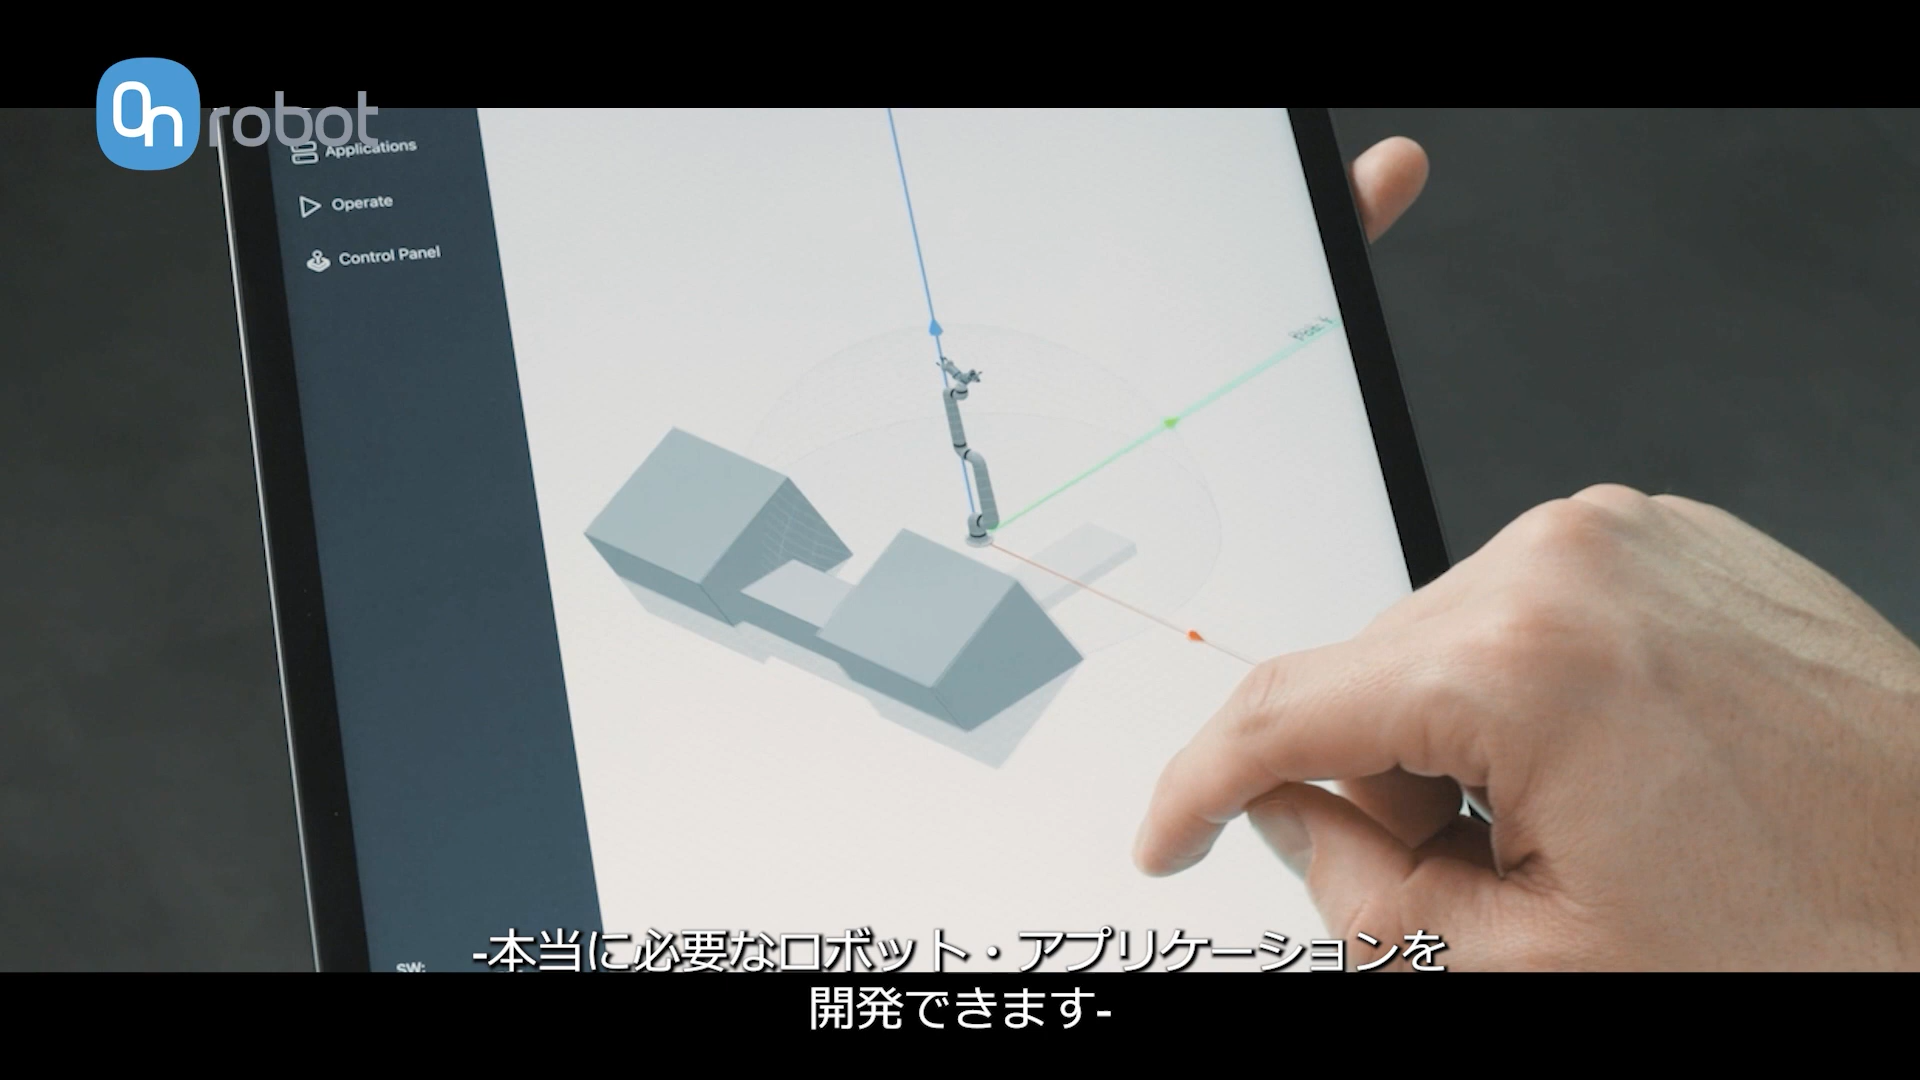 On robot
Applications
Operate
Control Panel
SW:
-本当に必要なロボット・アプリケーションを
開発できます-